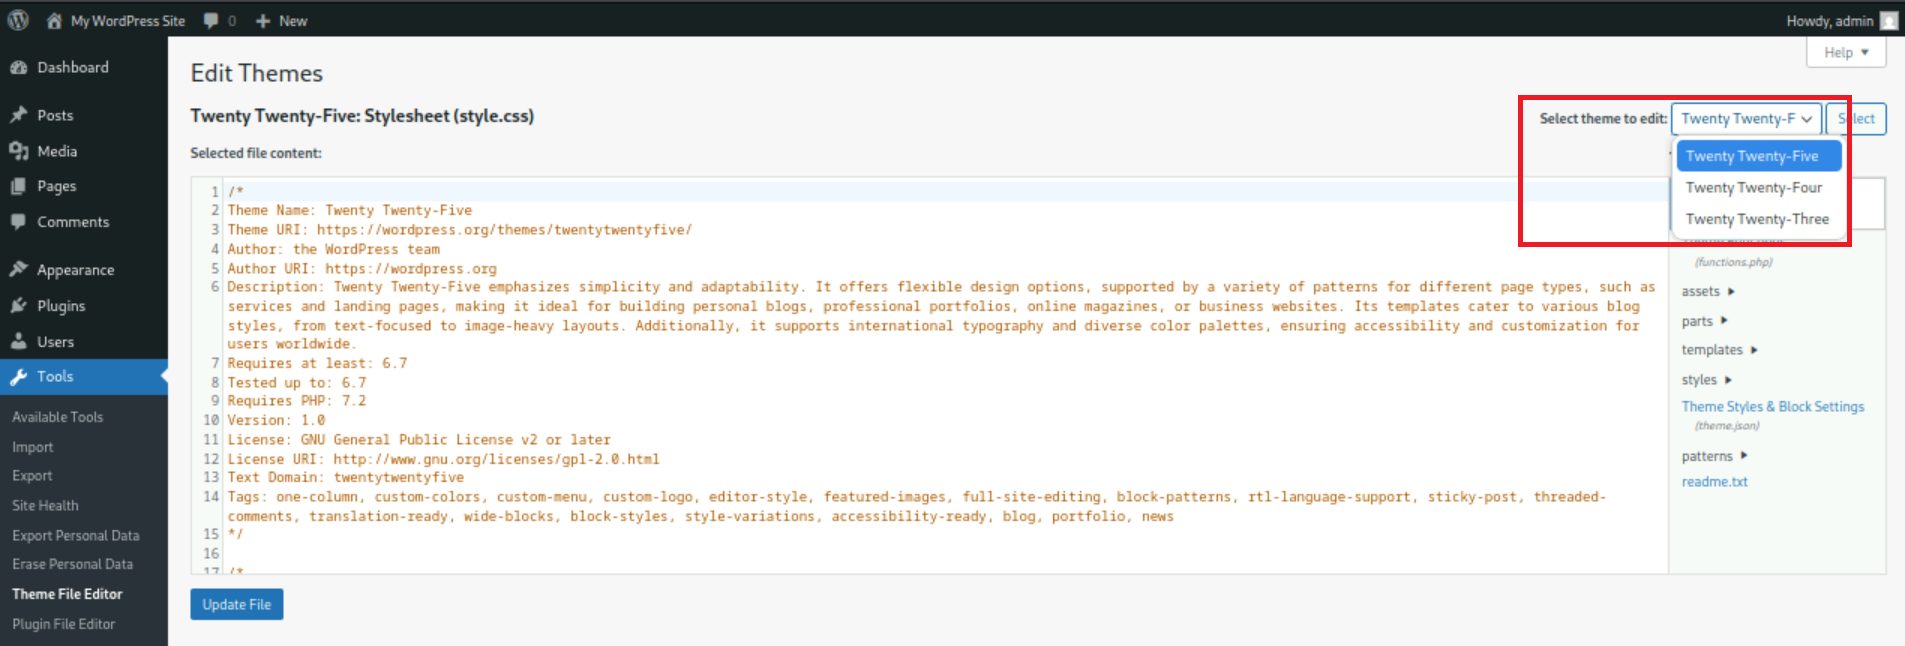 My WordPress Site 0 New Howdy, admin
Help
Dashboard
Posts
Media
Pages
Comments
Appearance
Plugins
Users
Tools
Available Tools
Import
Export
Site Health
Export Personal Data
Erase Personal Data
Theme File Editor
Plugin File Editor
Edit Themes
Twenty Twenty-Five: Stylesheet (style.css)
Select theme to edit: Twenty Twenty-F Select
Twenty Twenty-Five
Twenty Twenty-Four
Twenty Twenty-Three
Selected file content:
1 /*
2 Theme Name: Twenty Twenty-Five
3 Theme URI: https://wordpress.org/themes/twentytwentyfive/
4 Author: the WordPress team
5 Author URI: https://wordpress.org
6 Description: Twenty Twenty-Five emphasizes simplicity and adaptability. It offers flexible design options, supported by a variety of patterns for different page types, such as
services and landing pages, making it ideal for building personal blogs, professional portfolios, online magazines, or business websites. Its templates cater to various blog
styles, from text-focused to image-heavy layouts. Additionally, it supports international typography and diverse color palettes, ensuring accessibility and customization for
users worldwide.
7 Requires at least: 6.7
8 Tested up to: 6.7
9 Requires PHP: 7.2
10 Version: 1.0
11 License: GNU General Public License v2 or later
12 License URI: http://www.gnu.org/licenses/gpl-2.0.html
13 Text Domain: twentytwentyfive
14 Tags: one-column, custom-colors, custom-menu, custom-logo, editor-style, featured-images, full-site-editing, block-patterns, rtl-language-support, sticky-post, threaded-
comments, translation-ready, wide-blocks, block-styles, style-variations, accessibility-ready, blog, portfolio, news
15 */
16
17 /*
(functions.php)
assets
parts
templates
styles
Theme Styles & Block Settings
(theme.json)
patterns
readme.txt
Update File